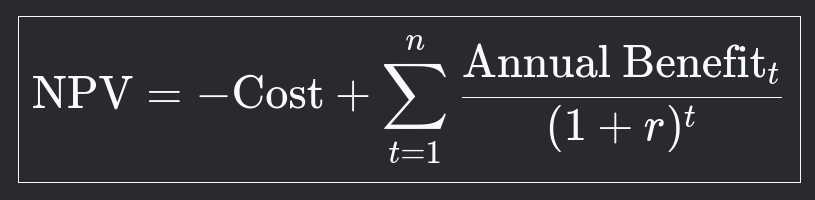 NPV = −Cost + ∑_{t=1}^{n} Annual Benefit_t / (1 + r)^t